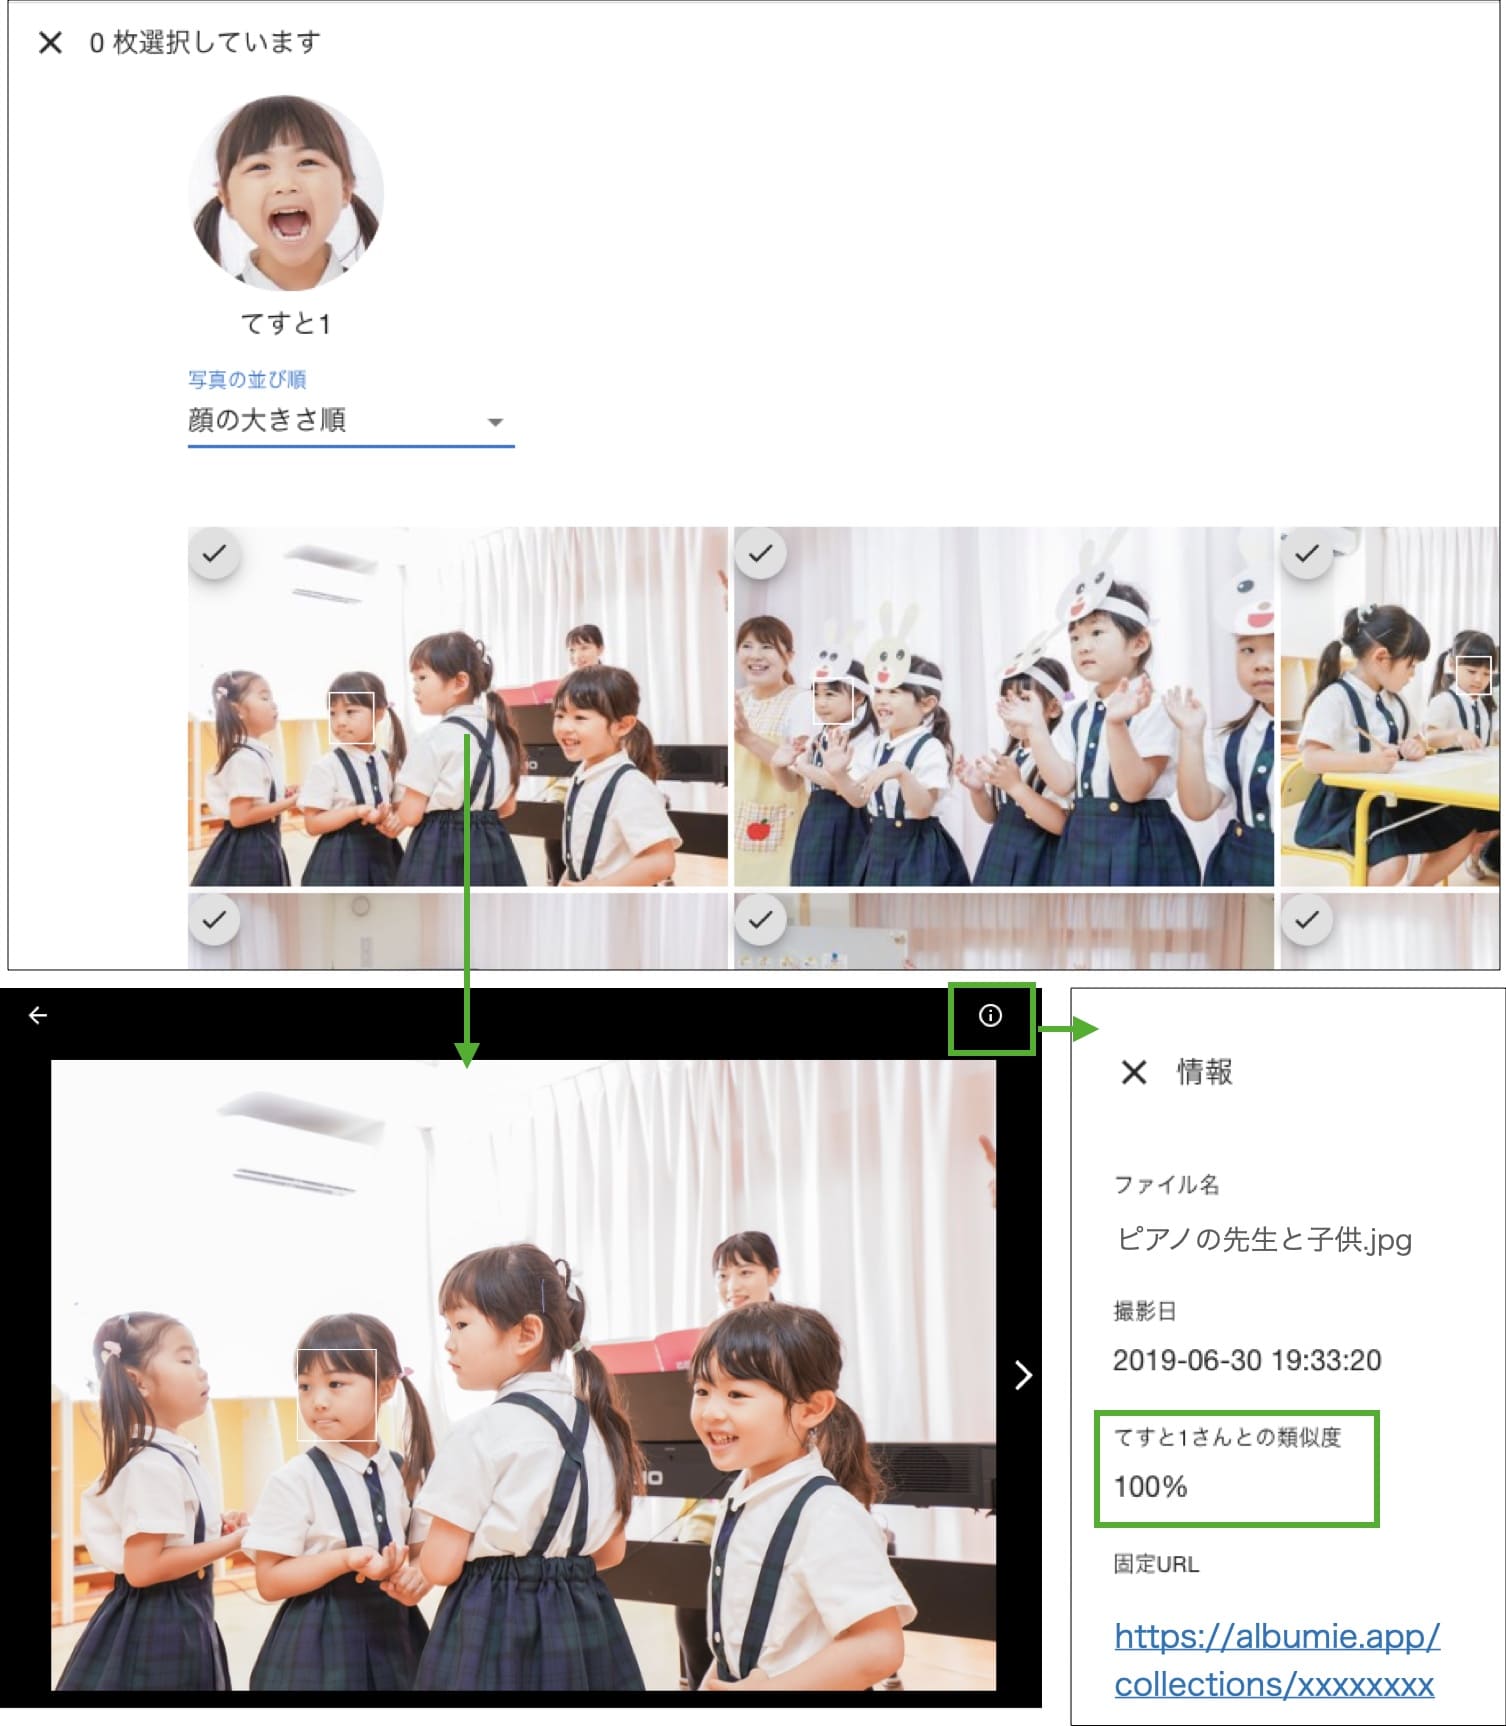 0 枚選択しています
てすと1
写真の並び順
顔の大きさ順
情報
ファイル名
ピアノの先生と子供.jpg
撮影日
2019-06-30 19:33:20
てすと1さんとの類似度
100%
固定URL
https://albumie.app/
collections/xxxxxxxx